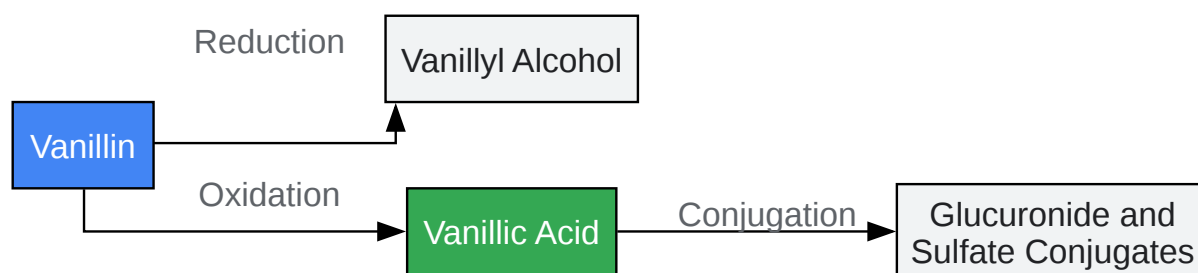 Reduction
Vanillyl Alcohol
Vanillin
Oxidation
Vanillic Acid
Conjugation
Glucuronide and
Sulfate Conjugates